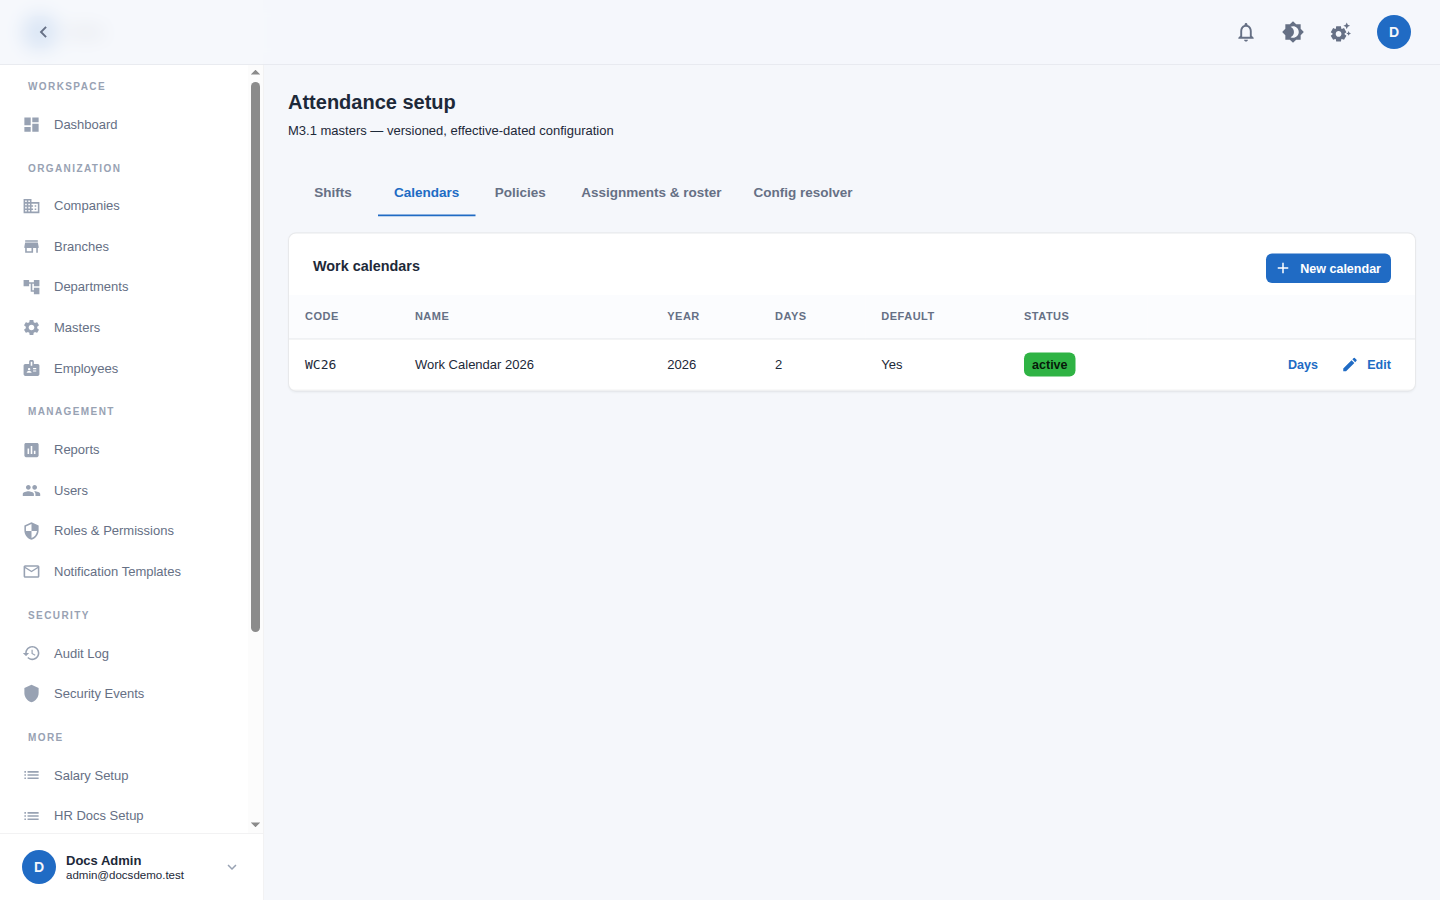 D
WORKSPACE
Dashboard
ORGANIZATION
Companies
Branches
Departments
Masters
Employees
MANAGEMENT
Reports
Users
Roles & Permissions
Notification Templates
SECURITY
Audit Log
Security Events
MORE
Salary Setup
HR Docs Setup
D
Docs Admin
admin@docsdemo.test
Attendance setup
M3.1 masters — versioned, effective-dated configuration
Shifts Calendars Policies Assignments & roster Config resolver
Work calendars
New calendar
CODE NAME YEAR DAYS DEFAULT STATUS
WC26 Work Calendar 2026 2026 2 Yes active Days Edit